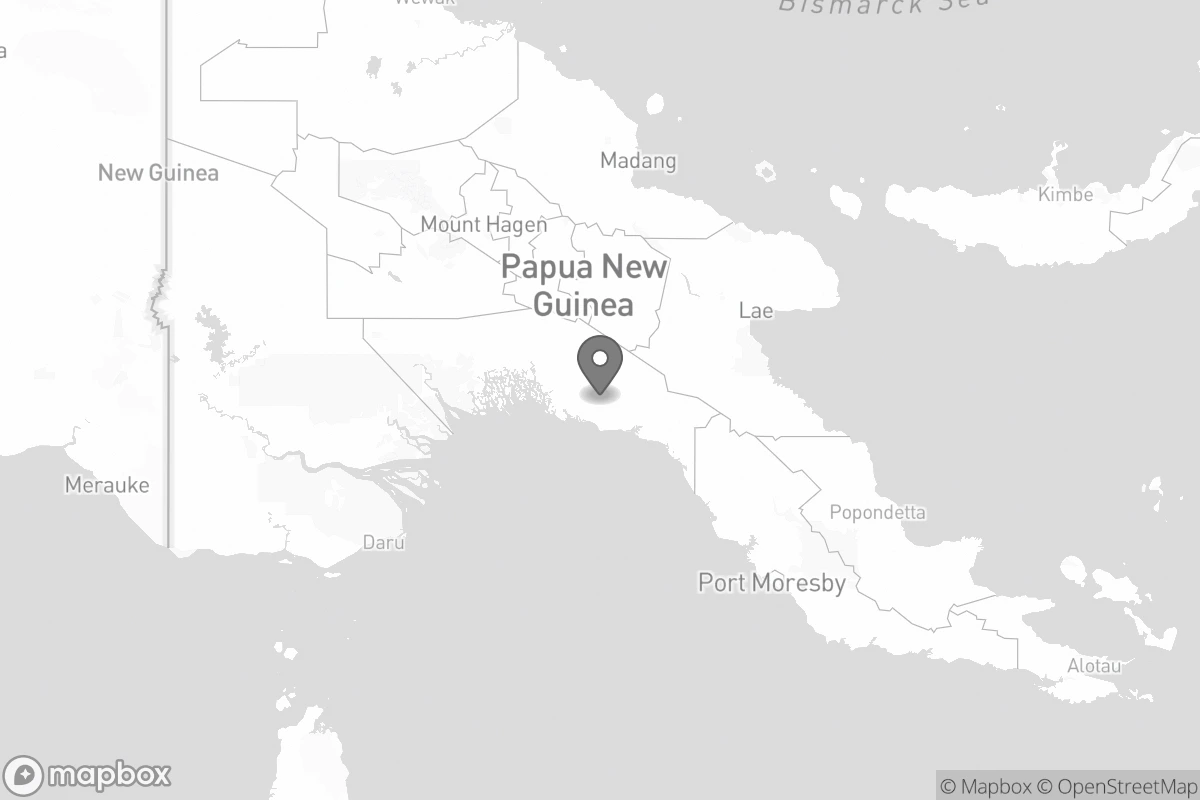 Wewak
Bismarck Sea
a
New Guinea
Madang
Kimbe
Mount Hagen
Papua New
Guinea
Lae
Merauke
Popondetta
Daru
Port Moresby
Alotau
mapbox
© Mapbox © OpenStreetMap